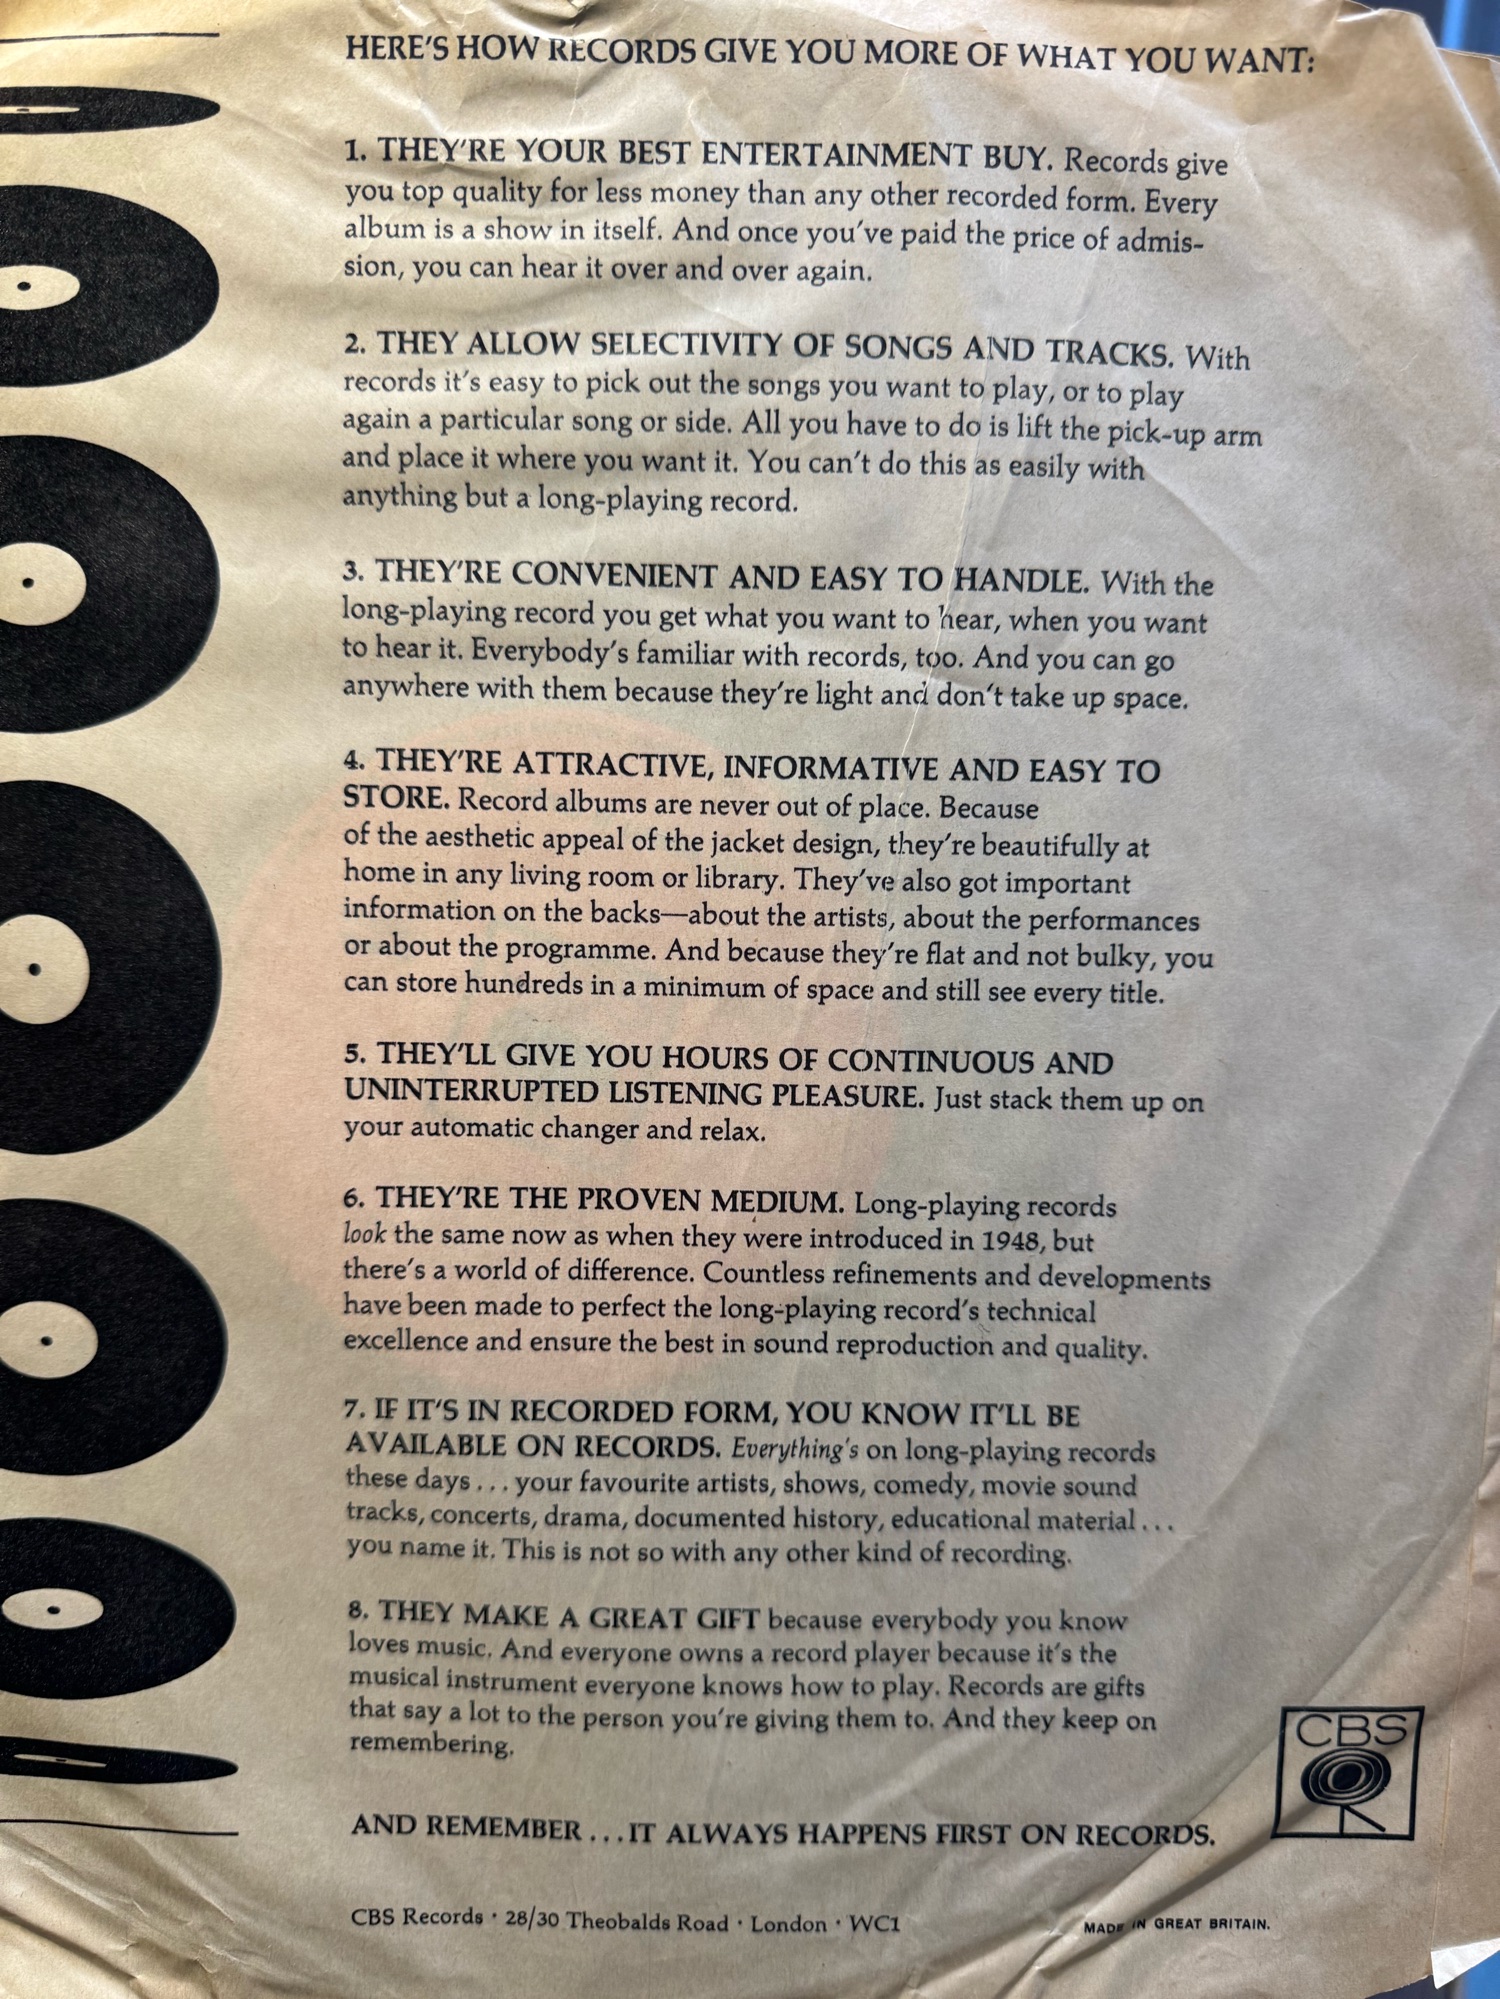 HERE'S HOW RECORDS GIVE YOU MORE OF WHAT YOU WANT:
1. THEY'RE YOUR BEST ENTERTAINMENT BUY. Records give
you top quality for less money than any other recorded form. Every
album is a show in itself. And once you've paid the price of admis-
sion, you can hear it over and over again.
2. THEY ALLOW SELECTIVITY OF SONGS AND TRACKS. With
records it's easy to pick out the songs you want to play, or to play
again a particular song or side. All you have to do is lift the pick-up arm
and place it where you want it. You can't do this as easily with
anything but a long-playing record.
3. THEY'RE CONVENIENT AND EASY TO HANDLE. With the
long-playing record you get what you want to hear, when you want
to hear it. Everybody's familiar with records, too. And you can go
anywhere with them because they're light and don't take up space.
4. THEY'RE ATTRACTIVE, INFORMATIVE AND EASY TO
STORE. Record albums are never out of place. Because
of the aesthetic appeal of the jacket design, they're beautifully at
home in any living room or library. They've also got important
information on the backs—about the artists, about the performances
or about the programme. And because they're flat and not bulky, you
can store hundreds in a minimum of space and still see every title.
5. THEY'LL GIVE YOU HOURS OF CONTINUOUS AND
UNINTERRUPTED LISTENING PLEASURE. Just stack them up on
your automatic changer and relax.
6. THEY'RE THE PROVEN MEDIUM. Long-playing records
look the same now as when they were introduced in 1948, but
there's a world of difference. Countless refinements and developments
have been made to perfect the long-playing record's technical
excellence and ensure the best in sound reproduction and quality.
7. IF IT'S IN RECORDED FORM, YOU KNOW IT'LL BE
AVAILABLE ON RECORDS. Everything's on long-playing records
these days . . . your favourite artists, shows, comedy, movie sound
tracks, concerts, drama, documented history, educational material . . .
you name it. This is not so with any other kind of recording.
8. THEY MAKE A GREAT GIFT because everybody you know
loves music. And everyone owns a record player because it's the
musical instrument everyone knows how to play. Records are gifts
that say a lot to the person you're giving them to. And they keep on
remembering.
CBS
AND REMEMBER . . . IT ALWAYS HAPPENS FIRST ON RECORDS.
CBS Records · 28/30 Theobalds Road · London · WC1
MADE IN GREAT BRITAIN.